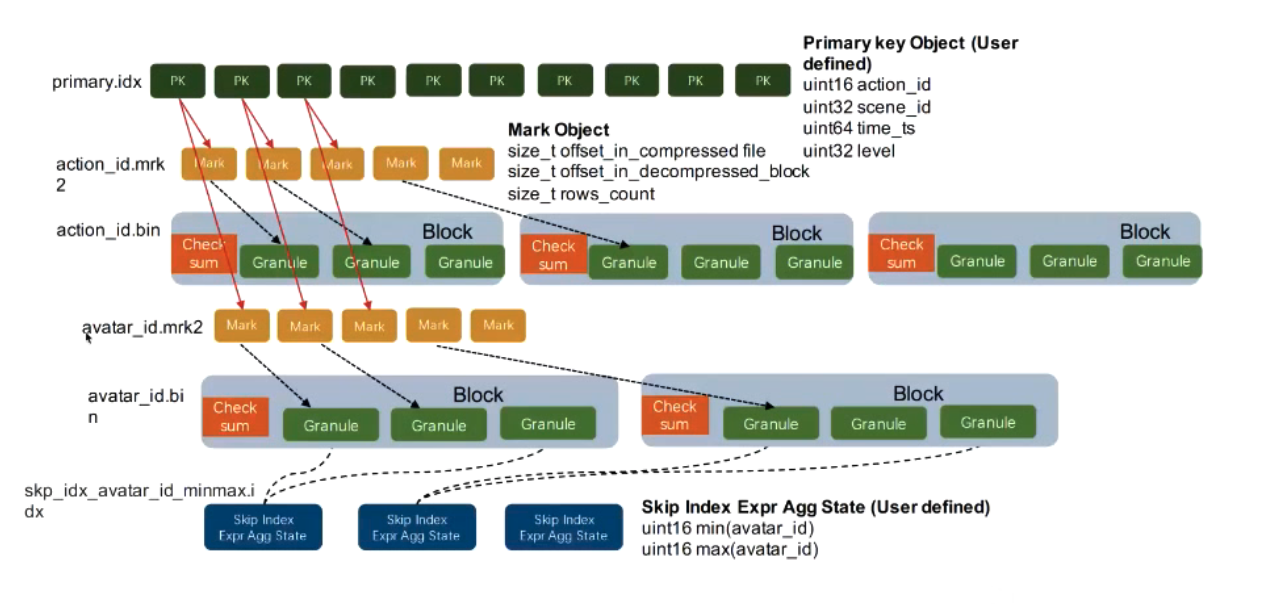 Primary key Object (User
defined)
uint16 action_id
uint32 scene_id
uint64 time_ts
uint32 level
primary.idx
PK PK PK PK PK PK PK PK PK PK
Mark Object
size_t offset_in_compressed file
size_t offset_in_decompressed_block
size_t rows_count
action_id.mrk
2
Mark Mark Mark Mark Mark
action_id.bin
Block Block Block
Check
sum
Granule Granule Granule
Check
sum
Granule Granule Granule
Check
sum
Granule Granule Granule
avatar_id.mrk2
Mark Mark Mark Mark Mark
avatar_id.bi
n
Block Block
Check
sum
Granule Granule Granule
Check
sum
Granule Granule Granule
skp_idx_avatar_id_minmax.i
dx
Skip Index
Expr Agg State
Skip Index
Expr Agg State
Skip Index
Expr Agg State
Skip Index Expr Agg State (User defined)
uint16 min(avatar_id)
uint16 max(avatar_id)